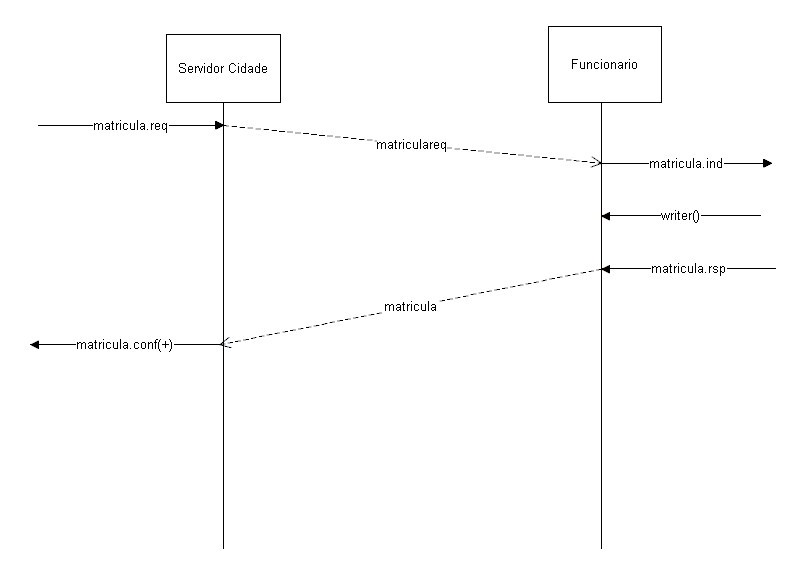 Servidor Cidade
Funcionario
matricula.req
matriculareq
matricula.ind
writer()
matricula.rsp
matricula
matricula.conf(+)